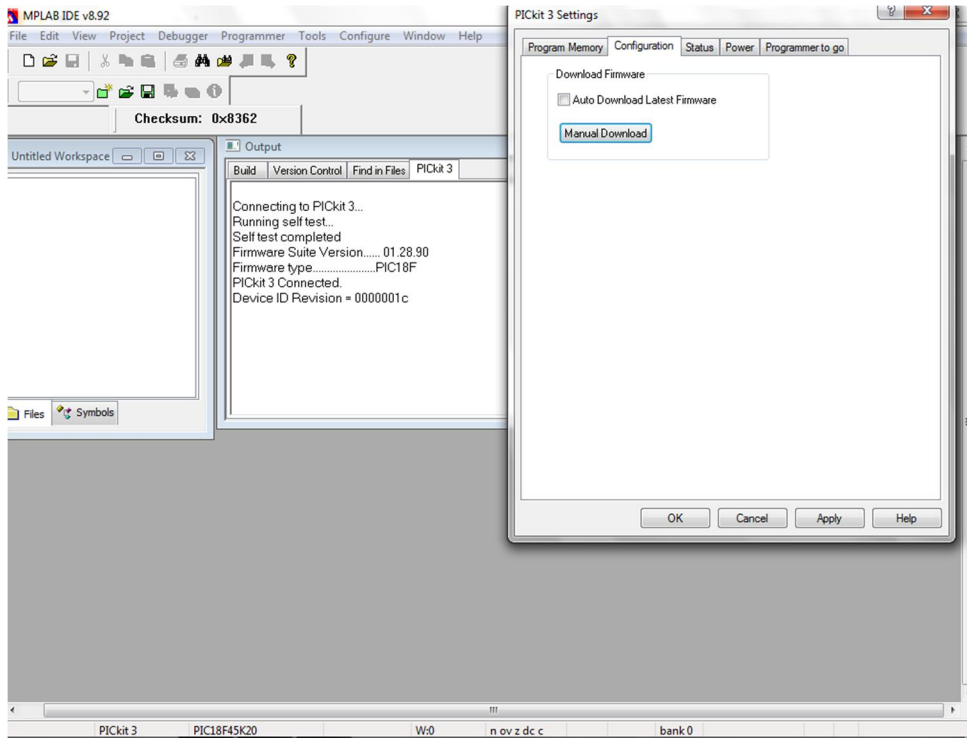 MPLAB IDE v8.92
File Edit View Project Debugger Programmer Tools Configure Window Help
Checksum: 0x8362
Untitled Workspace
Files Symbols
Output
Build Version Control Find in Files PICkit 3
Connecting to PICkit 3...
Running self test...
Self test completed
Firmware Suite Version...... 01.28.90
Firmware type......................PIC18F
PICkit 3 Connected.
Device ID Revision = 0000001c
PICkit 3 Settings
Program Memory Configuration Status Power Programmer to go
Download Firmware
Auto Download Latest Firmware
Manual Download
OK Cancel Apply Help
PICkit 3 PIC18F45K20 W:0 n ov z dc c bank 0